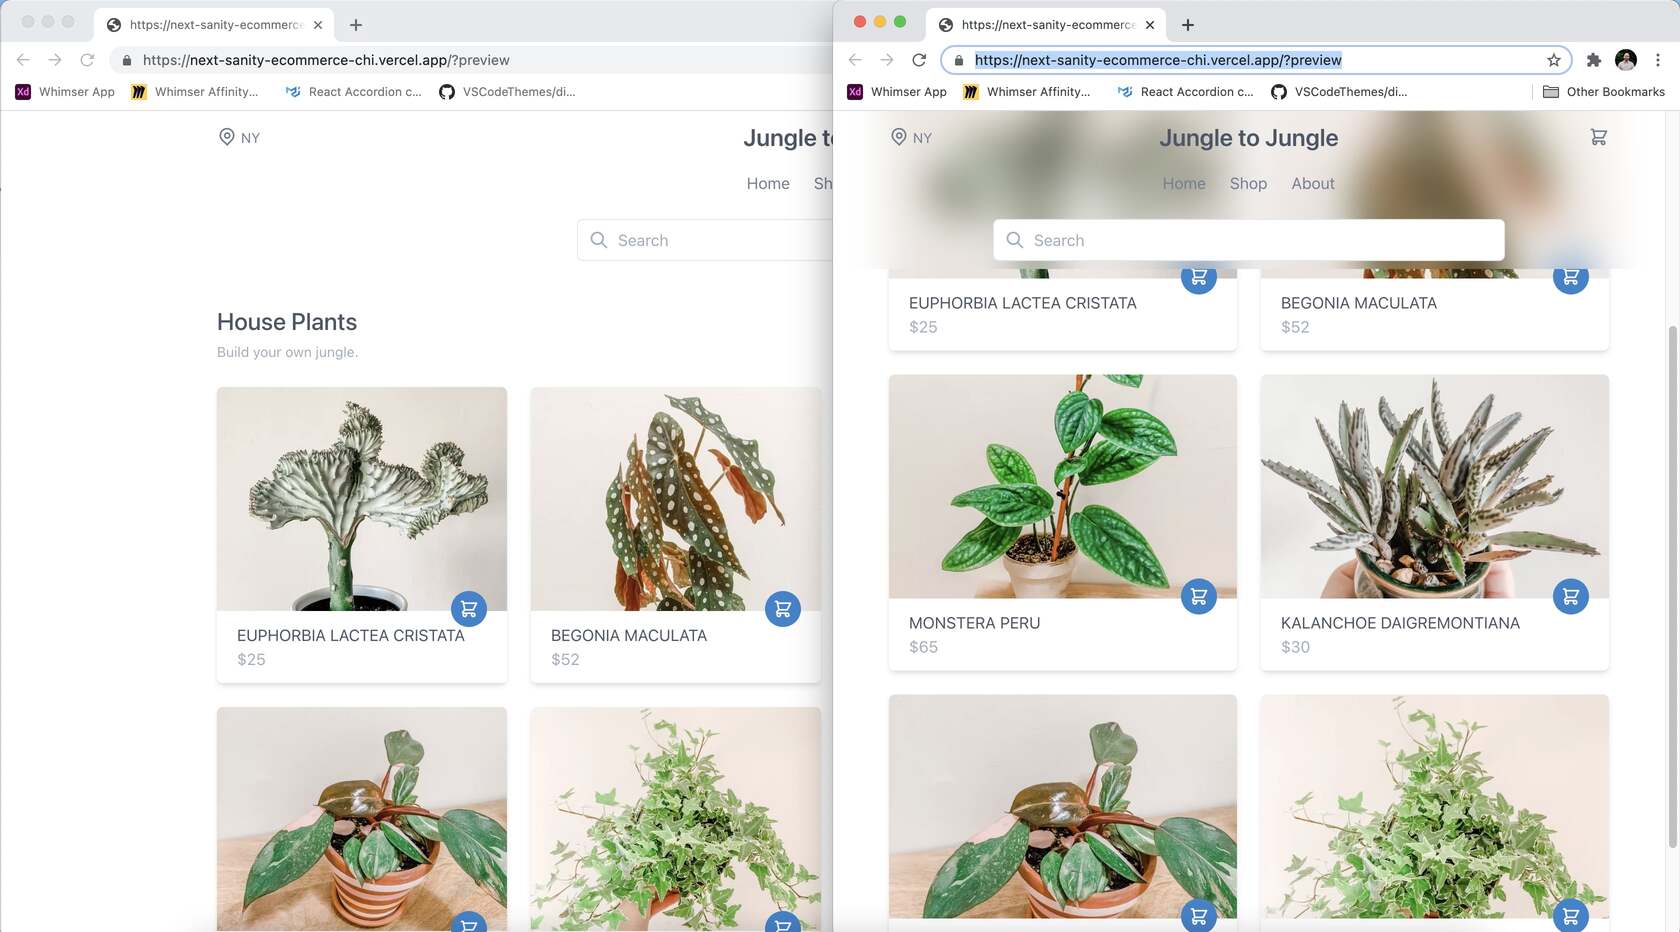 https://next-sanity-ecommerce
https://next-sanity-ecommerce-chi.vercel.app/?preview
Xd Whimser App
Whimser Affinity...
React Accordion c...
VSCodeThemes/di...
NY
Jungle to
Home Sh
Search
House Plants
Build your own jungle.
EUPHORBIA LACTEA CRISTATA
$25
BEGONIA MACULATA
$52
https://next-sanity-ecommerce
https://next-sanity-ecommerce-chi.vercel.app/?preview
Xd Whimser App
Whimser Affinity...
React Accordion c...
VSCodeThemes/di...
Other Bookmarks
NY
Jungle to Jungle
Home Shop About
Search
EUPHORBIA LACTEA CRISTATA
$25
BEGONIA MACULATA
$52
MONSTERA PERU
$65
KALANCHOE DAIGREMONTIANA
$30